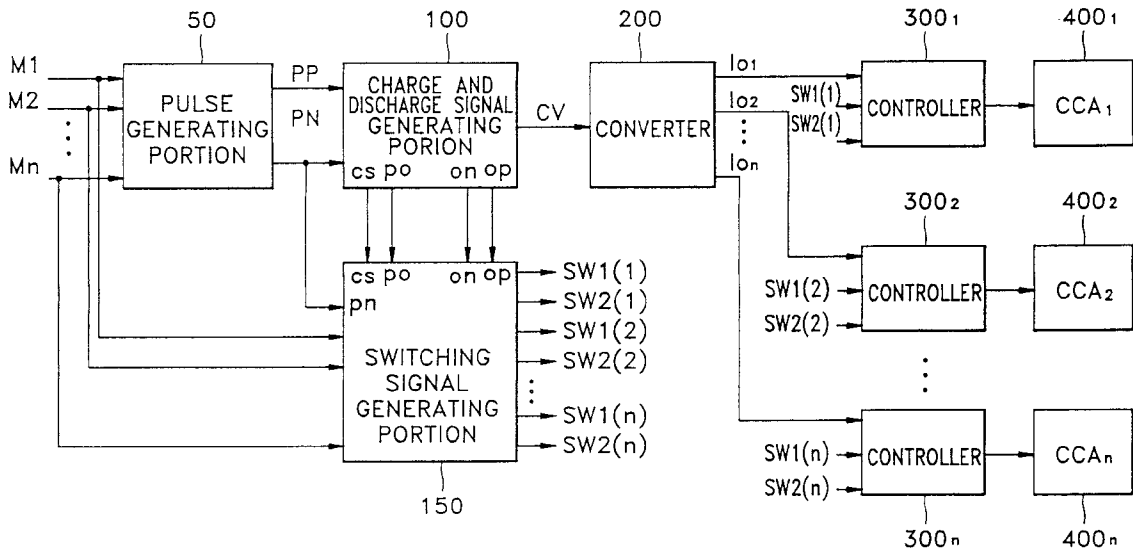 50
100
200
300₁
400₁
M1
M2
Mn
PULSE
GENERATING
PORTION
PP
PN
CHARGE AND
DISCHARGE SIGNAL
GENERATING
PORION
cs po on op
CV
CONVERTER
Io1
Io2
Ion
SW1(1)
SW2(1)
CONTROLLER
CCA₁
300₂
400₂
SW1(2)
SW2(2)
CONTROLLER
CCA₂
cs po on op
pn
SWITCHING
SIGNAL
GENERATING
PORTION
SW1(1)
SW2(1)
SW1(2)
SW2(2)
SW1(n)
SW2(n)
150
SW1(n)
SW2(n)
CONTROLLER
CCAn
300n
400n